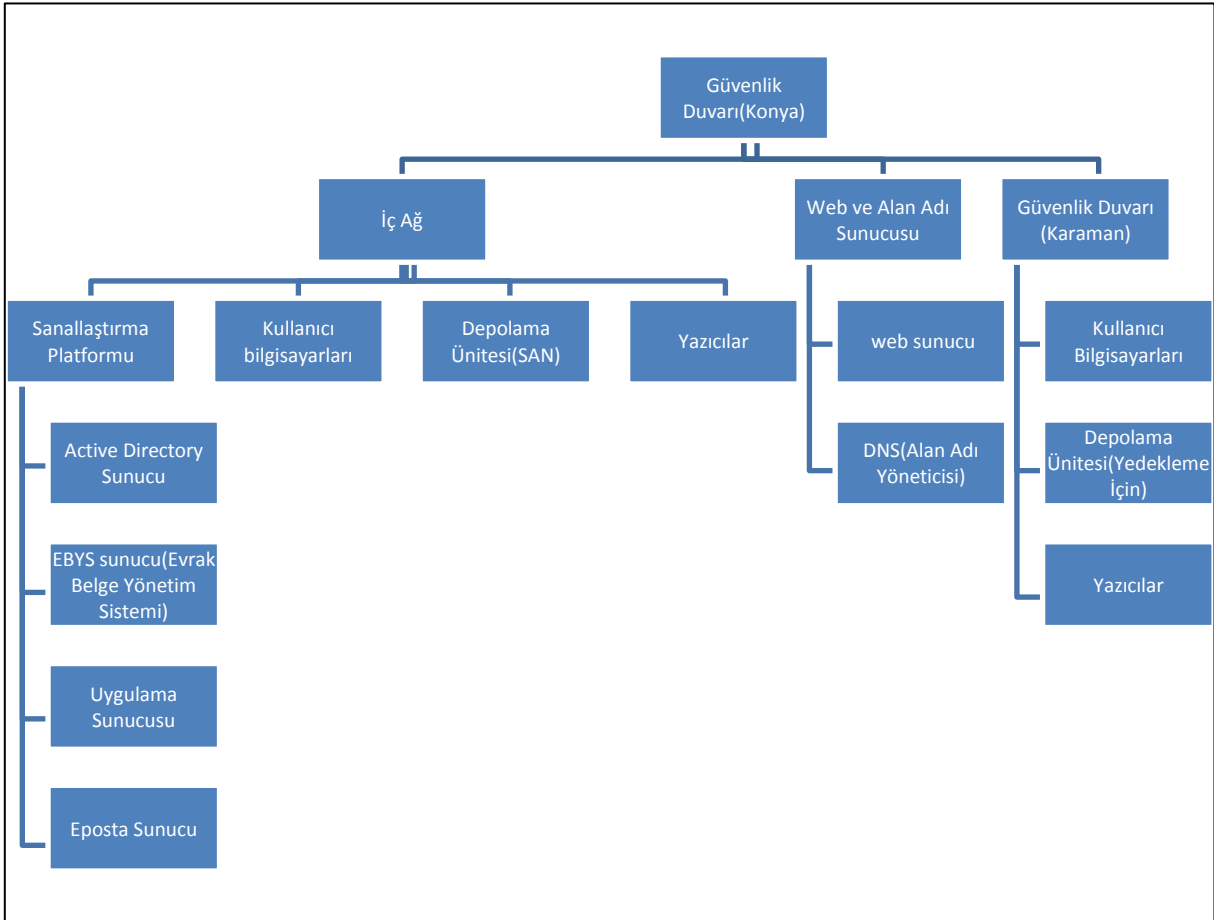 Güvenlik
Duvarı(Konya)
İç Ağ
Web ve Alan Adı
Sunucusu
Güvenlik Duvarı
(Karaman)
Sanallaştırma
Platformu
Kullanıcı
bilgisayarları
Depolama
Ünitesi(SAN)
Yazıcılar
web sunucu
Kullanıcı
Bilgisayarları
Active Directory
Sunucu
DNS(Alan Adı
Yöneticisi)
Depolama
Ünitesi(Yedekleme
İçin)
EBYS sunucu(Evrak
Belge Yönetim
Sistemi)
Yazıcılar
Uygulama
Sunucusu
Eposta Sunucu